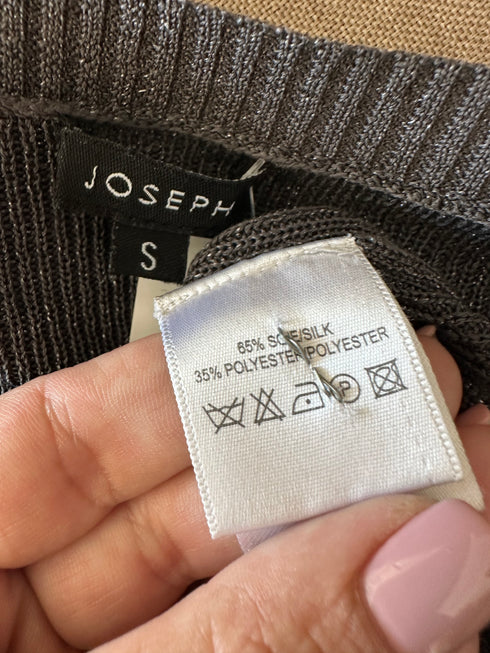 JOSEPH
S
65% SOIE/SILK
35% POLYESTER/POLYESTER
P